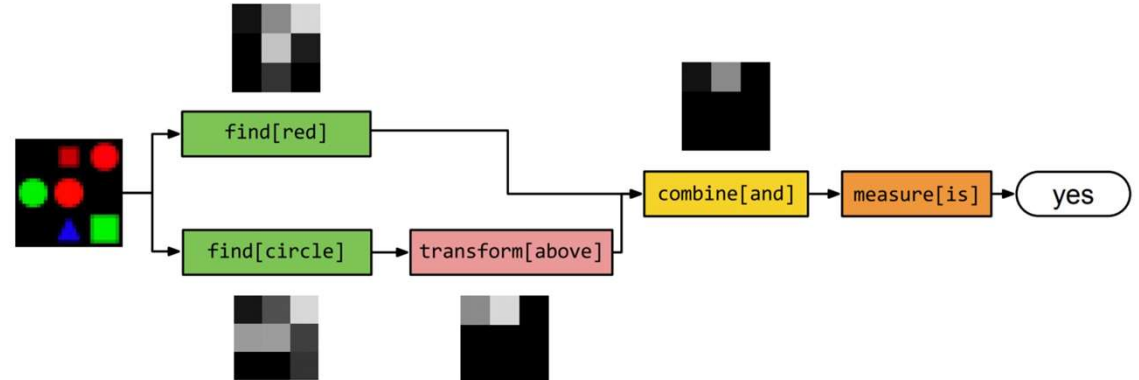 find[red]
combine[and]
measure[is]
yes
find[circle]
transform[above]